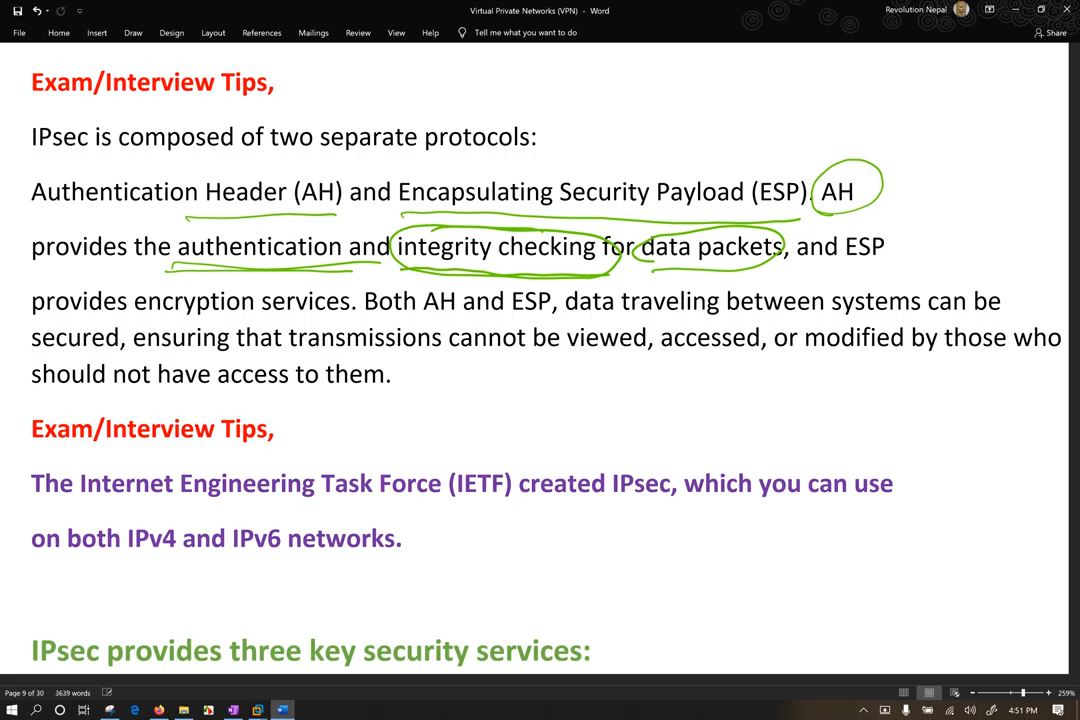 Virtual Private Networks (VPN) - Word
Revolution Nepal
File Home Insert Draw Design Layout References Mailings Review View Help Tell me what you want to do Share
Exam/Interview Tips,
IPsec is composed of two separate protocols:
Authentication Header (AH) and Encapsulating Security Payload (ESP). AH
provides the authentication and integrity checking for data packets, and ESP
provides encryption services. Both AH and ESP, data traveling between systems can be
secured, ensuring that transmissions cannot be viewed, accessed, or modified by those who
should not have access to them.
Exam/Interview Tips,
The Internet Engineering Task Force (IETF) created IPsec, which you can use
on both IPv4 and IPv6 networks.
IPsec provides three key security services:
Page 9 of 30 3639 words 259%
4:51 PM